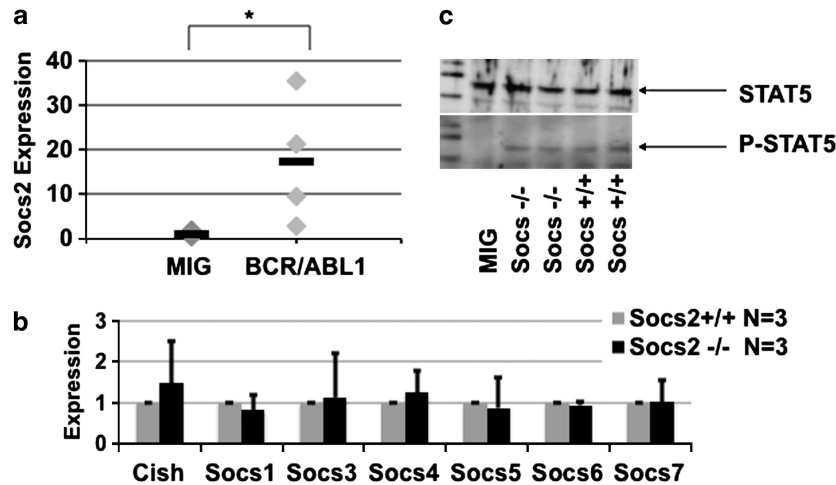 a
*
Socs2 Expression
40
30
20
10
0
MIG BCR/ABL1
c
STAT5
P-STAT5
MIG
Socs -/-
Socs -/-
Socs +/+
Socs +/+
b
Expression
3
2
1
0
Socs2+/+ N=3
Socs2 -/- N=3
Cish Socs1 Socs3 Socs4 Socs5 Socs6 Socs7